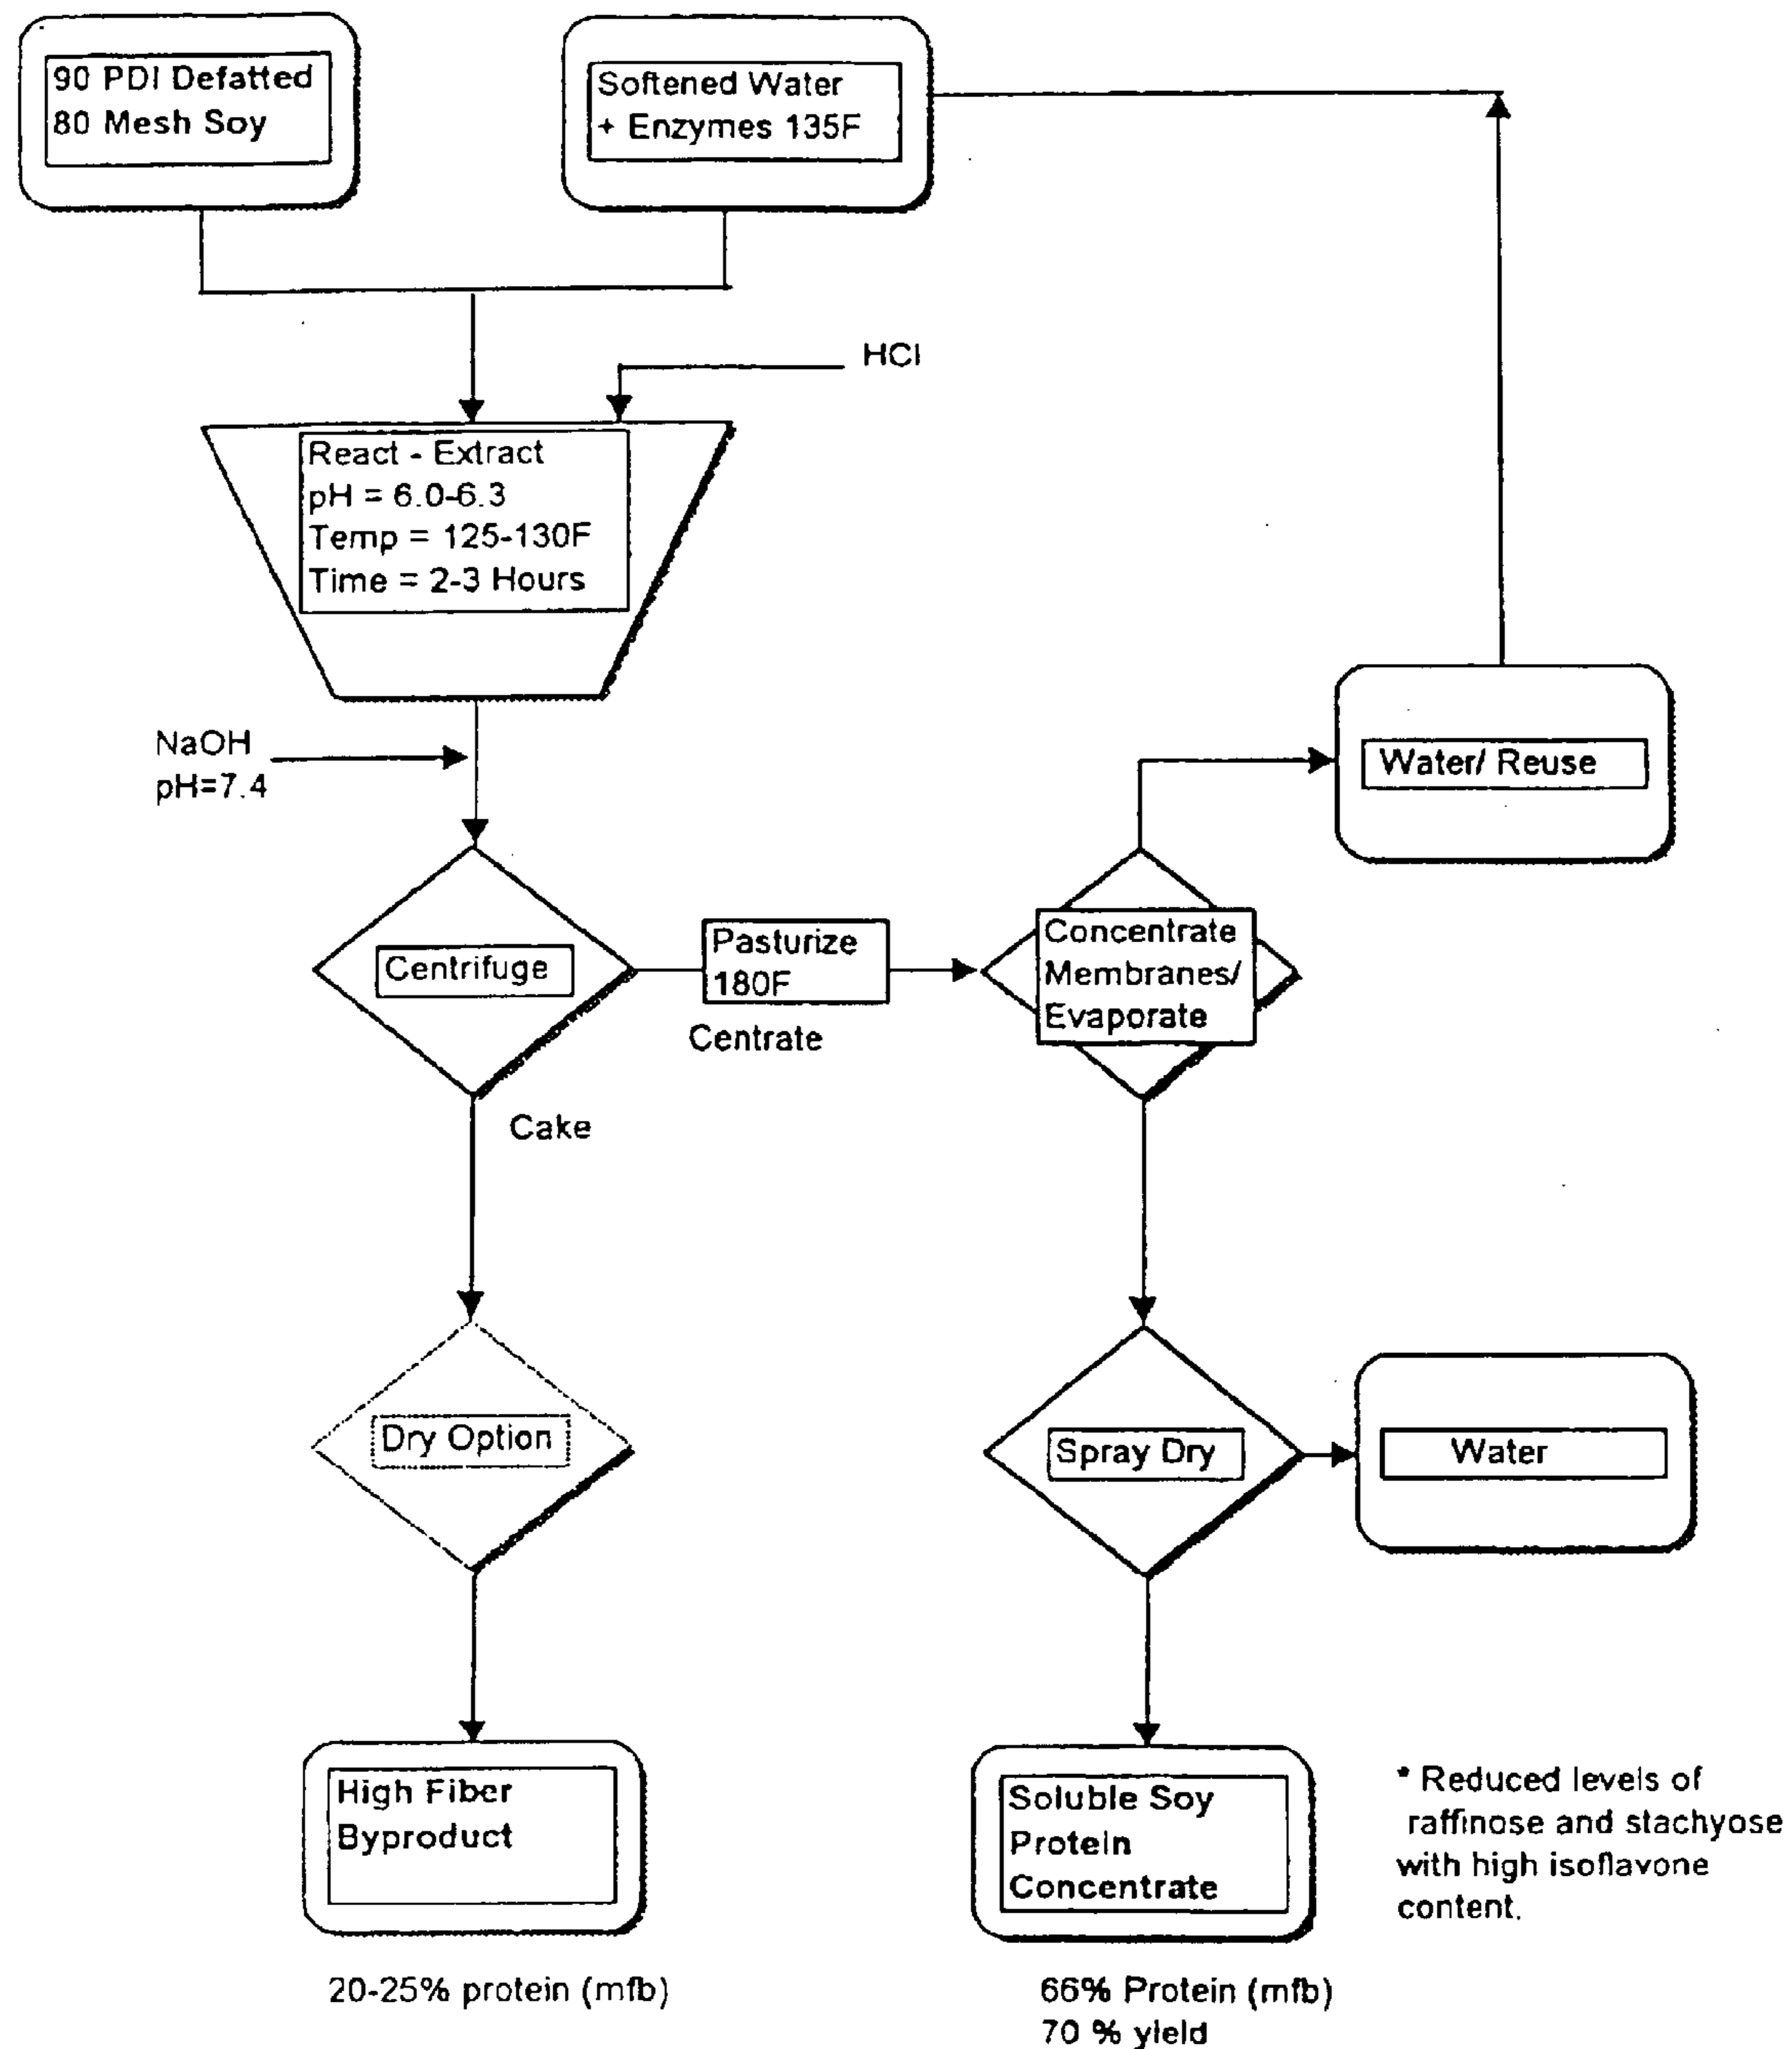 90 PDI Defatted
80 Mesh Soy
Softened Water
+ Enzymes 135F
HCl
React - Extract
pH = 6.0-6.3
Temp = 125-130F
Time = 2-3 Hours
NaOH
pH=7.4
Water/ Reuse
Centrifuge
Pasturize
180F
Centrate
Concentrate
Membranes/
Evaporate
Cake
Dry Option
Spray Dry
Water
High Fiber
Byproduct
Soluble Soy
Protein
Concentrate
* Reduced levels of
raffinose and stachyose
with high isoflavone
content.
20-25% protein (mfb)
66% Protein (mfb)
70 % yield